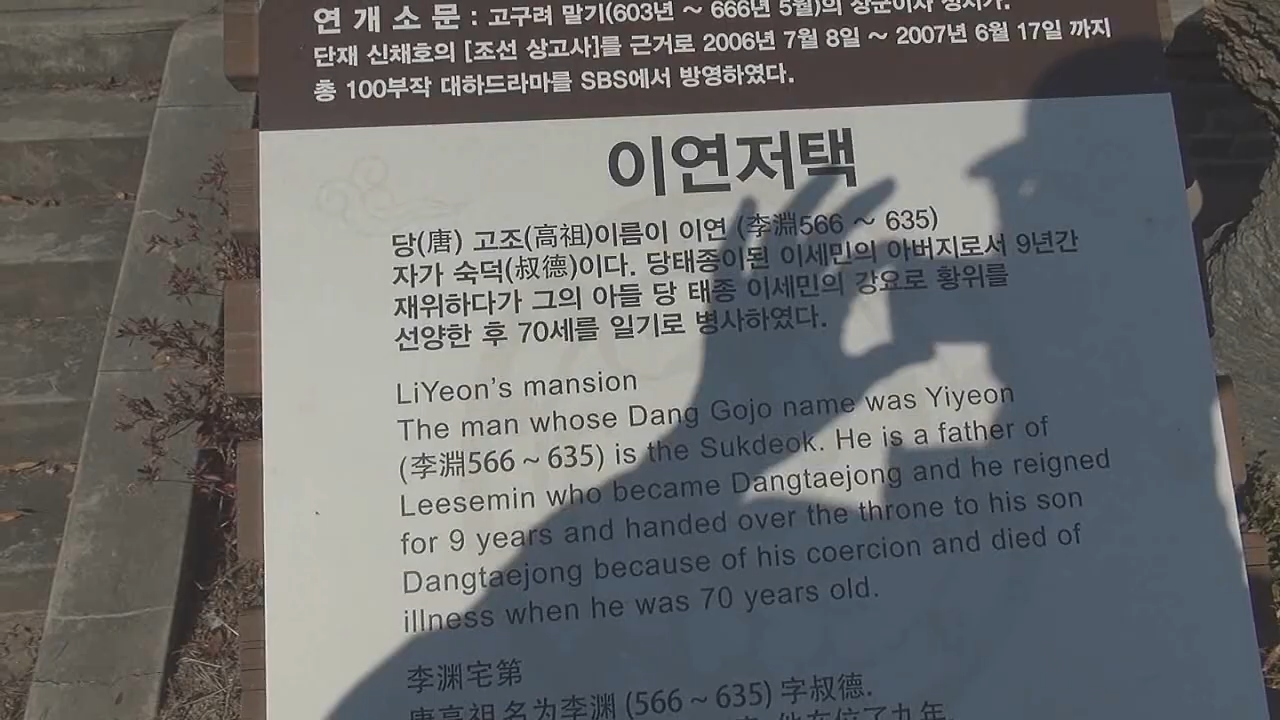 연 개 소 문 : 고구려 말기(603년 ~ 666년 5월)의 장군이자 정치가.
단재 신채호의 [조선 상고사]를 근거로 2006년 7월 8일 ~ 2007년 6월 17일 까지
총 100부작 대하드라마를 SBS에서 방영하였다.
이연저택
당(唐) 고조(高祖)이름이 이연 (李淵566 ~ 635)
자가 숙덕(叔德)이다. 당태종이된 이세민의 아버지로서 9년간
재위하다가 그의 아들 당 태종 이세민의 강요로 황위를
선양한 후 70세를 일기로 병사하였다.
LiYeon's mansion
The man whose Dang Gojo name was Yiyeon
(李淵566 ~ 635) is the Sukdeok. He is a father of
Leesemin who became Dangtaejong and he reigned
for 9 years and handed over the throne to his son
Dangtaejong because of his coercion and died of
illness when he was 70 years old.
李渊宅第
唐高祖名为李渊 (566 ~ 635) 字叔德.
他在位了九年,